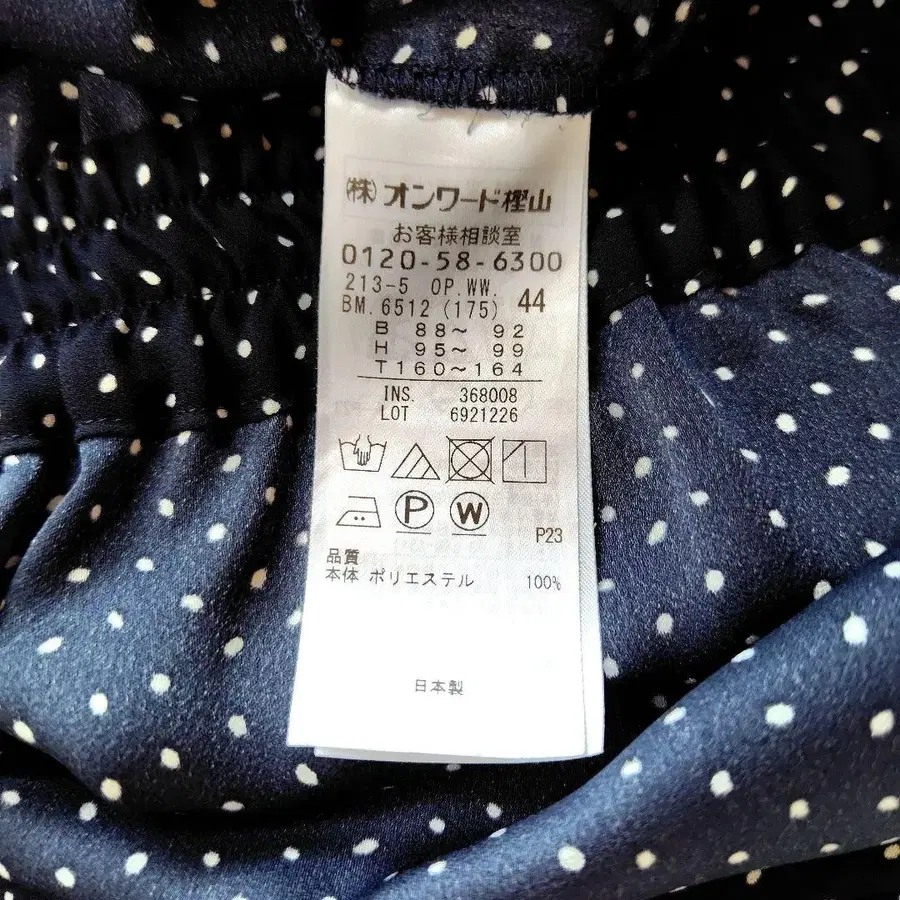 (株)オンワード樫山
お客様相談室
0120-58-6300
213-5 OP.WW.
BM.6512(175) 44
B 88～ 92
H 95～ 99
T160～164
INS. 368008
LOT 6921226
P W
P23
品質
本体 ポリエステル 100%
日本製